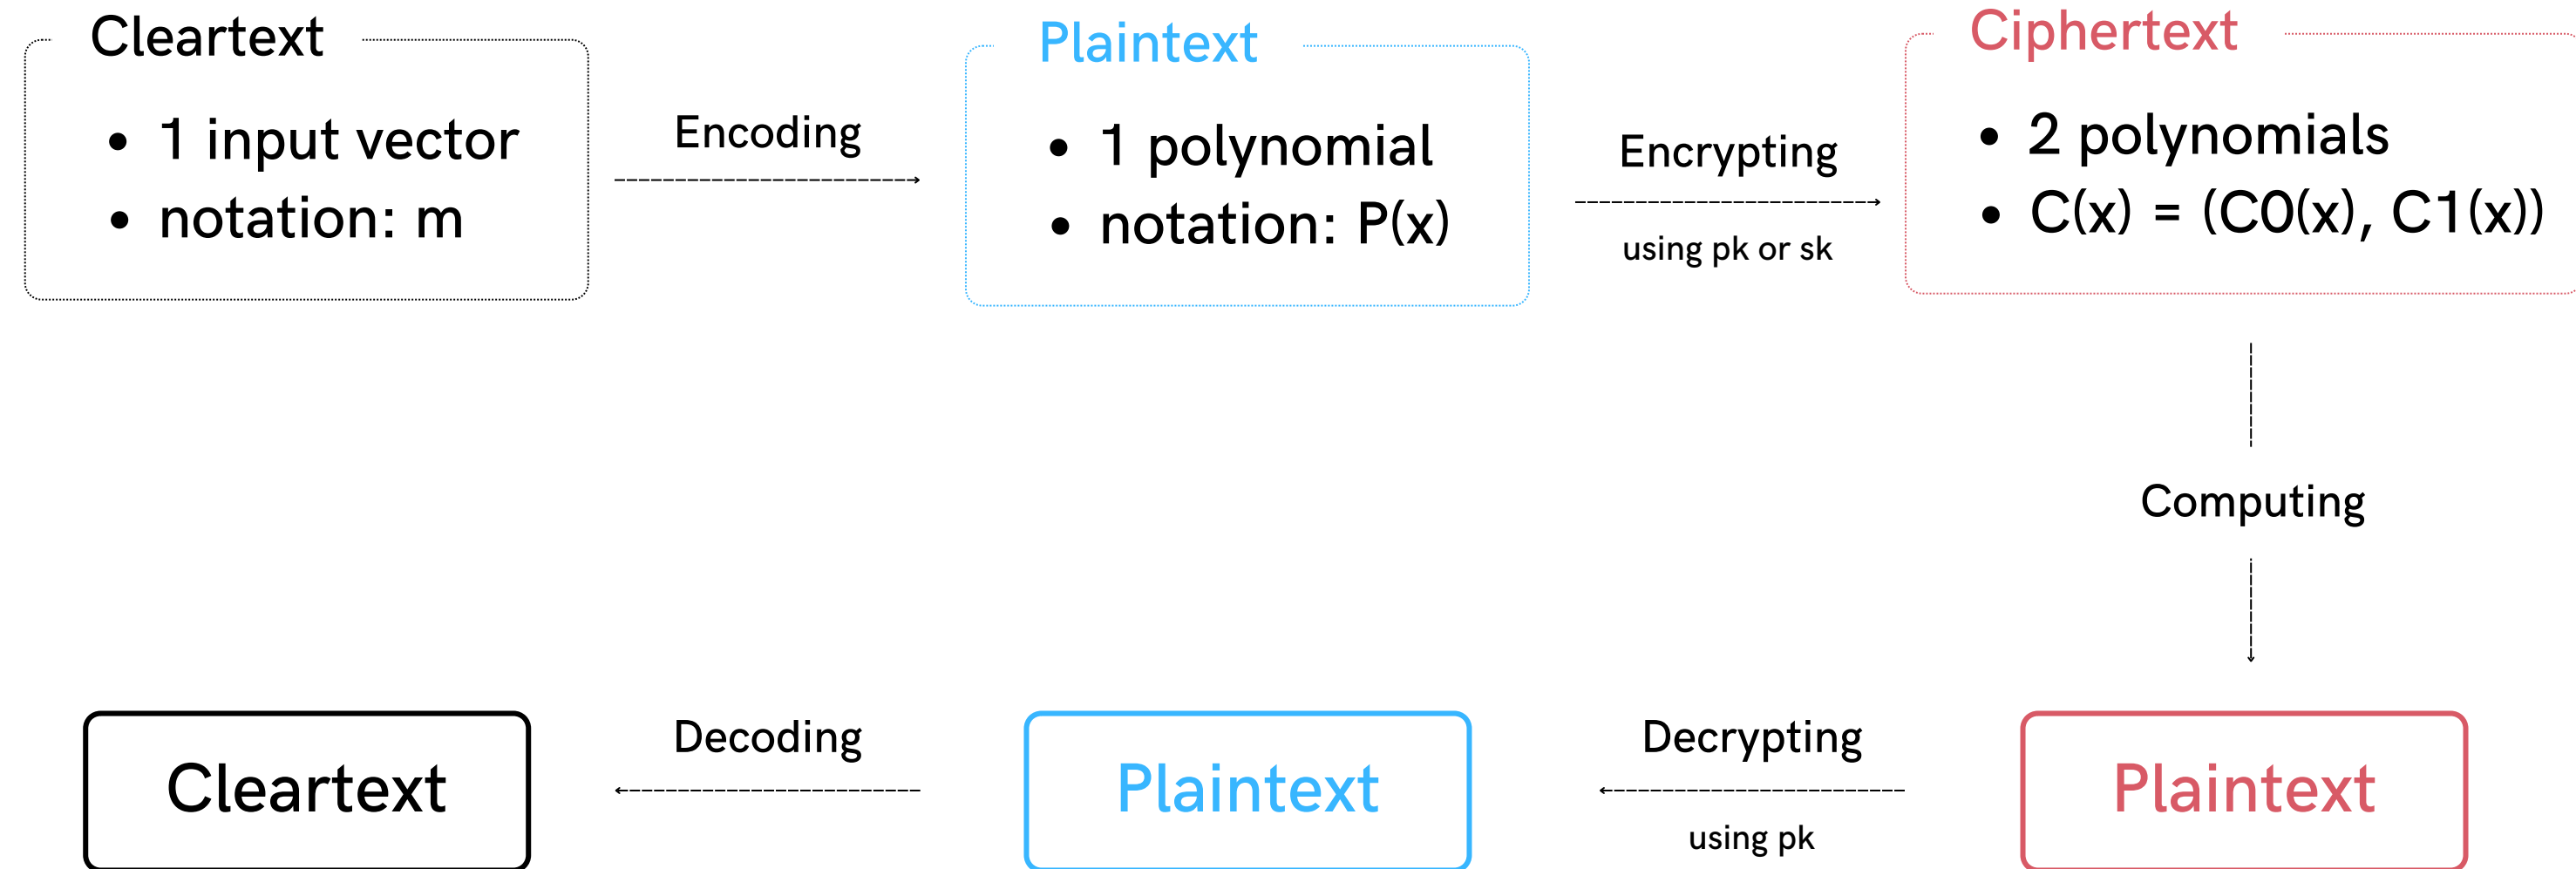 Cleartext
• 1 input vector
• notation: m
Encoding
Plaintext
• 1 polynomial
• notation: P(x)
Encrypting
using pk or sk
Ciphertext
• 2 polynomials
• C(x) = (C0(x), C1(x))
Computing
Plaintext
Decrypting
using pk
Plaintext
Decoding
Cleartext